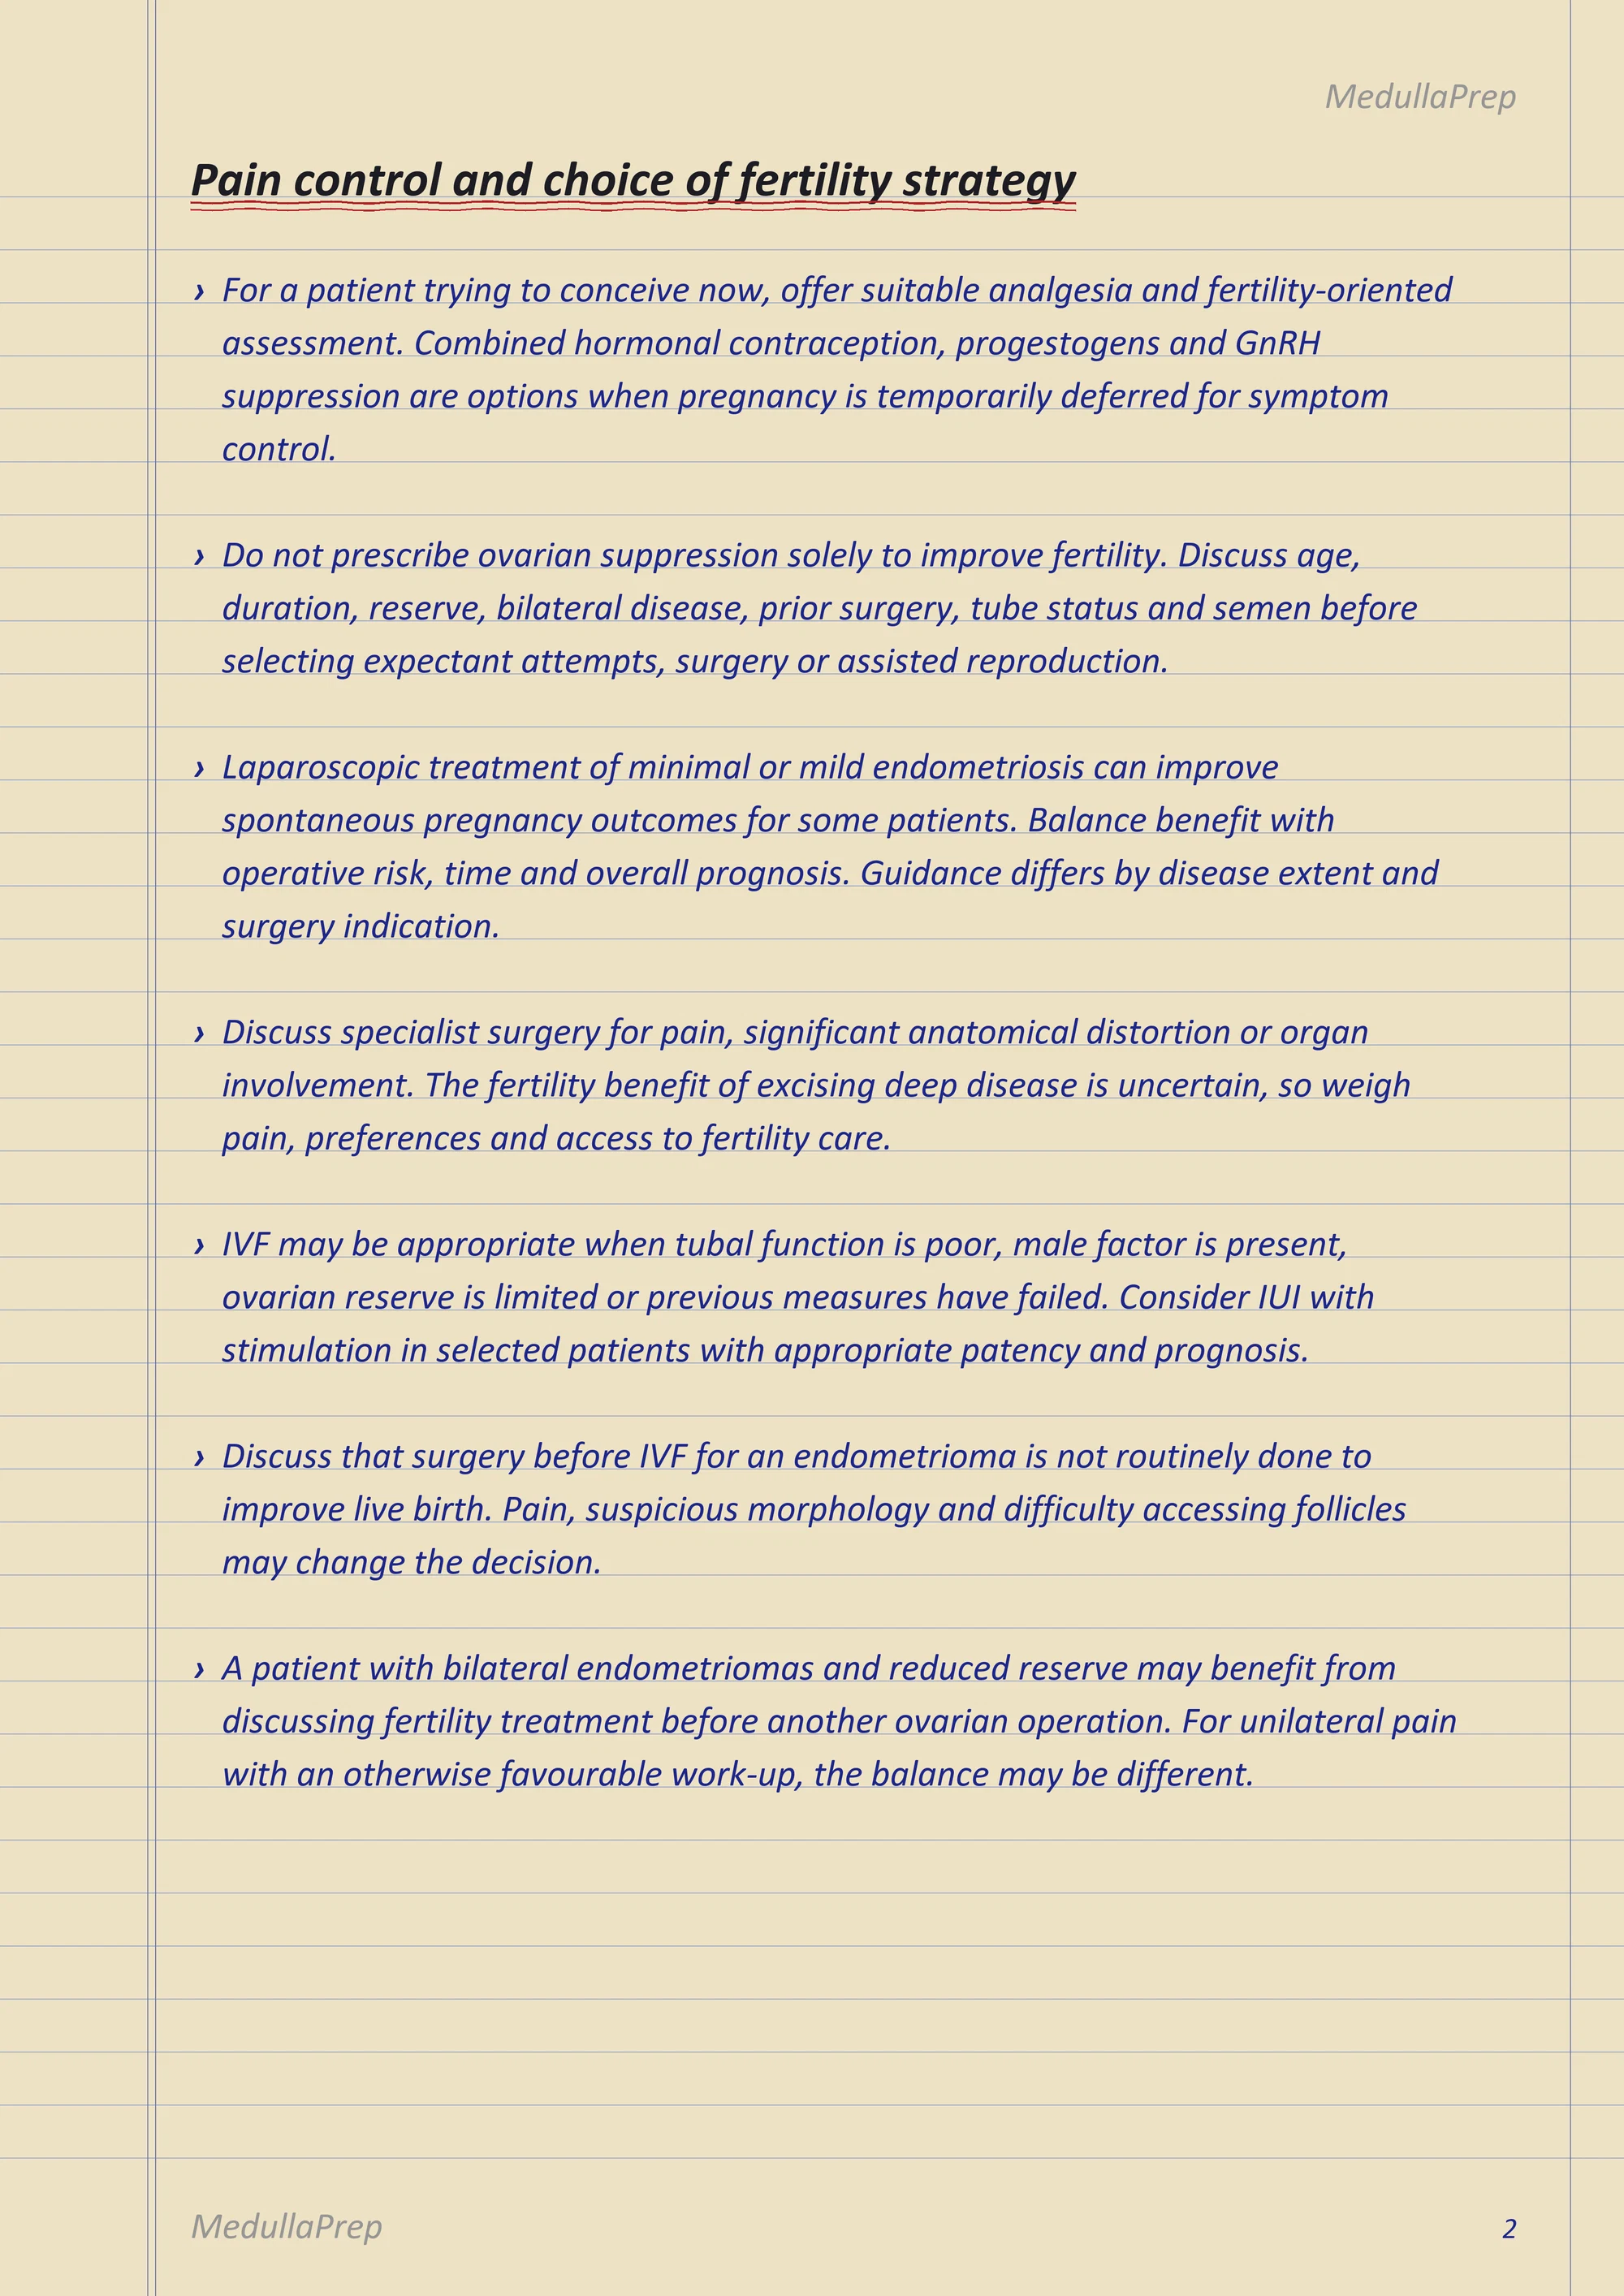 MedullaPrep
Pain control and choice of fertility strategy
› For a patient trying to conceive now, offer suitable analgesia and fertility-oriented
assessment. Combined hormonal contraception, progestogens and GnRH
suppression are options when pregnancy is temporarily deferred for symptom
control.
› Do not prescribe ovarian suppression solely to improve fertility. Discuss age,
duration, reserve, bilateral disease, prior surgery, tube status and semen before
selecting expectant attempts, surgery or assisted reproduction.
› Laparoscopic treatment of minimal or mild endometriosis can improve
spontaneous pregnancy outcomes for some patients. Balance benefit with
operative risk, time and overall prognosis. Guidance differs by disease extent and
surgery indication.
› Discuss specialist surgery for pain, significant anatomical distortion or organ
involvement. The fertility benefit of excising deep disease is uncertain, so weigh
pain, preferences and access to fertility care.
› IVF may be appropriate when tubal function is poor, male factor is present,
ovarian reserve is limited or previous measures have failed. Consider IUI with
stimulation in selected patients with appropriate patency and prognosis.
› Discuss that surgery before IVF for an endometrioma is not routinely done to
improve live birth. Pain, suspicious morphology and difficulty accessing follicles
may change the decision.
› A patient with bilateral endometriomas and reduced reserve may benefit from
discussing fertility treatment before another ovarian operation. For unilateral pain
with an otherwise favourable work-up, the balance may be different.
MedullaPrep
2